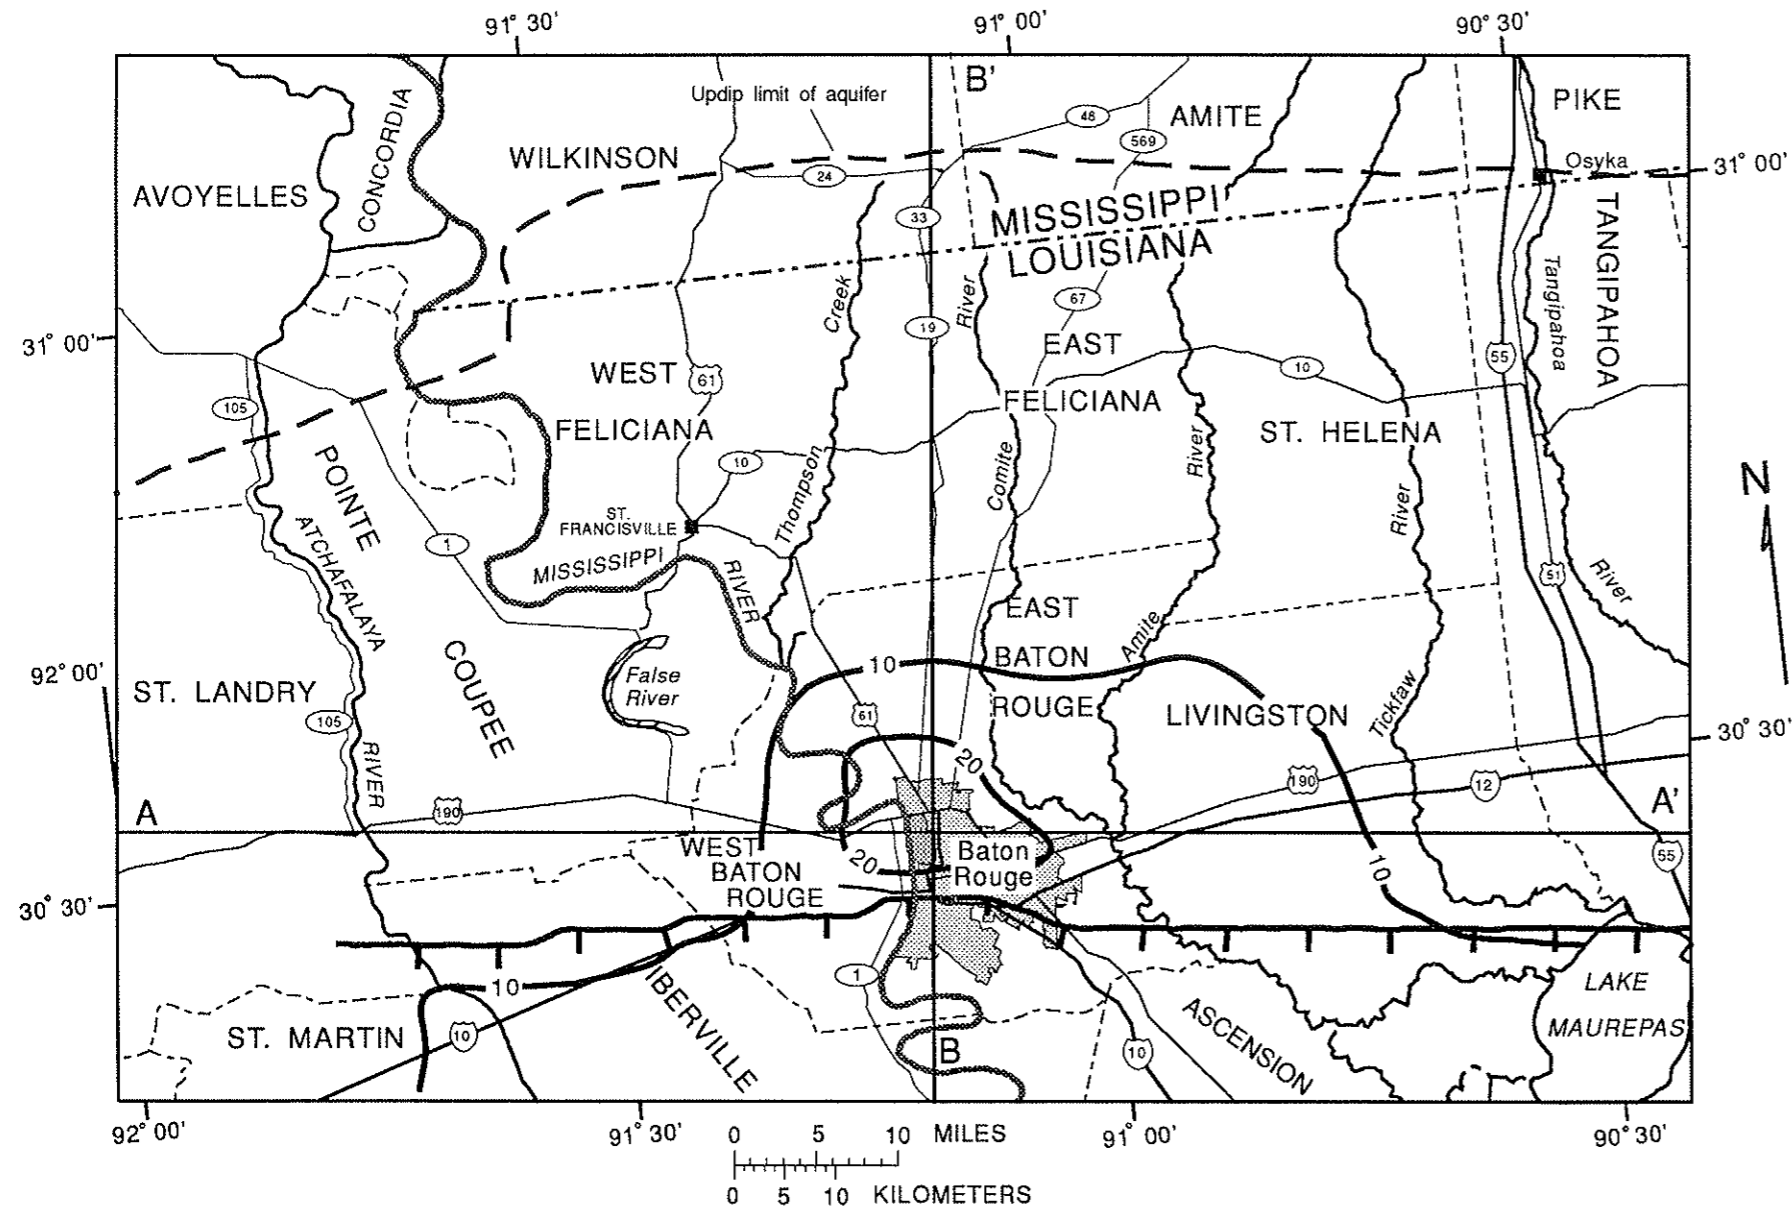 91° 30'
91° 00'
90° 30'
B'
Updip limit of aquifer
PIKE
AMITE
48
569
CONCORDIA
WILKINSON
Osyka
31° 00'
24
AVOYELLES
33
MISSISSIPPI
LOUISIANA
TANGIPAHOA
Tangipahoa
River
Creek
River
67
19
31° 00'
EAST
55
WEST
61
10
FELICIANA
105
FELICIANA
ST. HELENA
River
POINTE
10
Thompson
Comite
N
ST.
FRANCISVILLE
River
ATCHAFALAYA
1
MISSISSIPPI
RIVER
51
EAST
Amite
COUPEE
92° 00'
False
River
10
BATON
ST. LANDRY
Tickfaw
105
61
ROUGE
LIVINGSTON
30° 30'
RIVER
20
190
12
A
190
A'
WEST
BATON
ROUGE
20
Baton
Rouge
10
55
30° 30'
1
10
IBERVILLE
LAKE
MAUREPAS
ST. MARTIN
10
B
10
ASCENSION
92° 00'
91° 30'
91° 00'
90° 30'
0 5 10 MILES
0 5 10 KILOMETERS